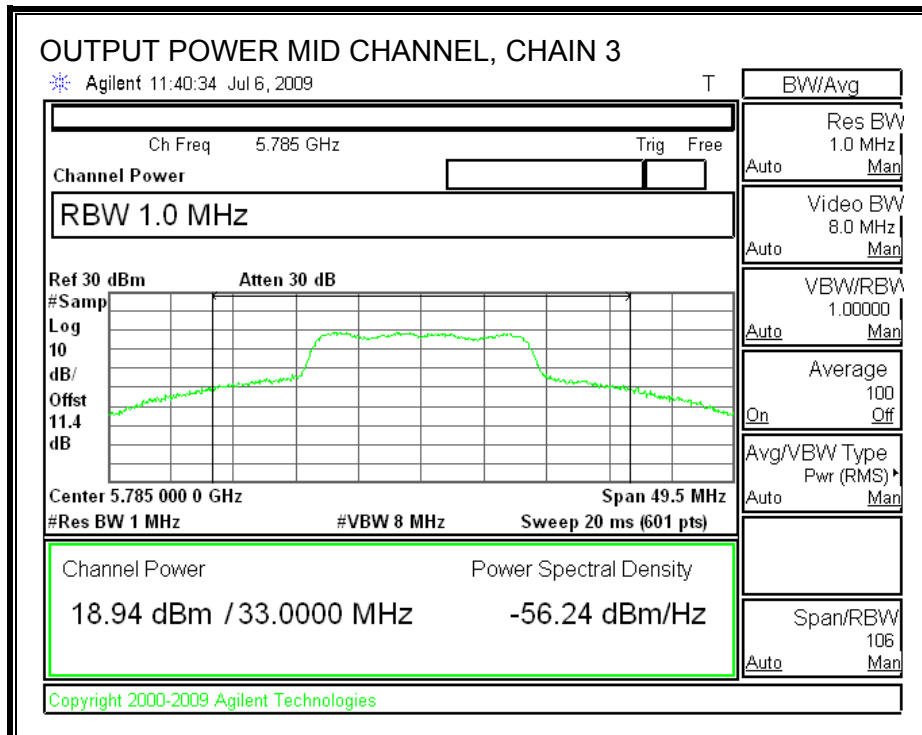 OUTPUT POWER MID CHANNEL, CHAIN 3
Agilent 11:40:34 Jul 6, 2009
T
BW/Avg
Ch Freq 5.785 GHz Trig Free
Channel Power
RBW 1.0 MHz
Ref 30 dBm Atten 30 dB
#Samp
Log
10
dB/
Offst
11.4
dB
Center 5.785 000 0 GHz Span 49.5 MHz
#Res BW 1 MHz #VBW 8 MHz Sweep 20 ms (601 pts)
Channel Power Power Spectral Density
18.94 dBm / 33.0000 MHz -56.24 dBm/Hz
Res BW
1.0 MHz
Auto Man
Video BW
8.0 MHz
Auto Man
VBW/RBW
1.00000
Auto Man
Average
100
On Off
Avg/VBW Type
Pwr (RMS)
Auto Man
Span/RBW
106
Auto Man
Copyright 2000-2009 Agilent Technologies